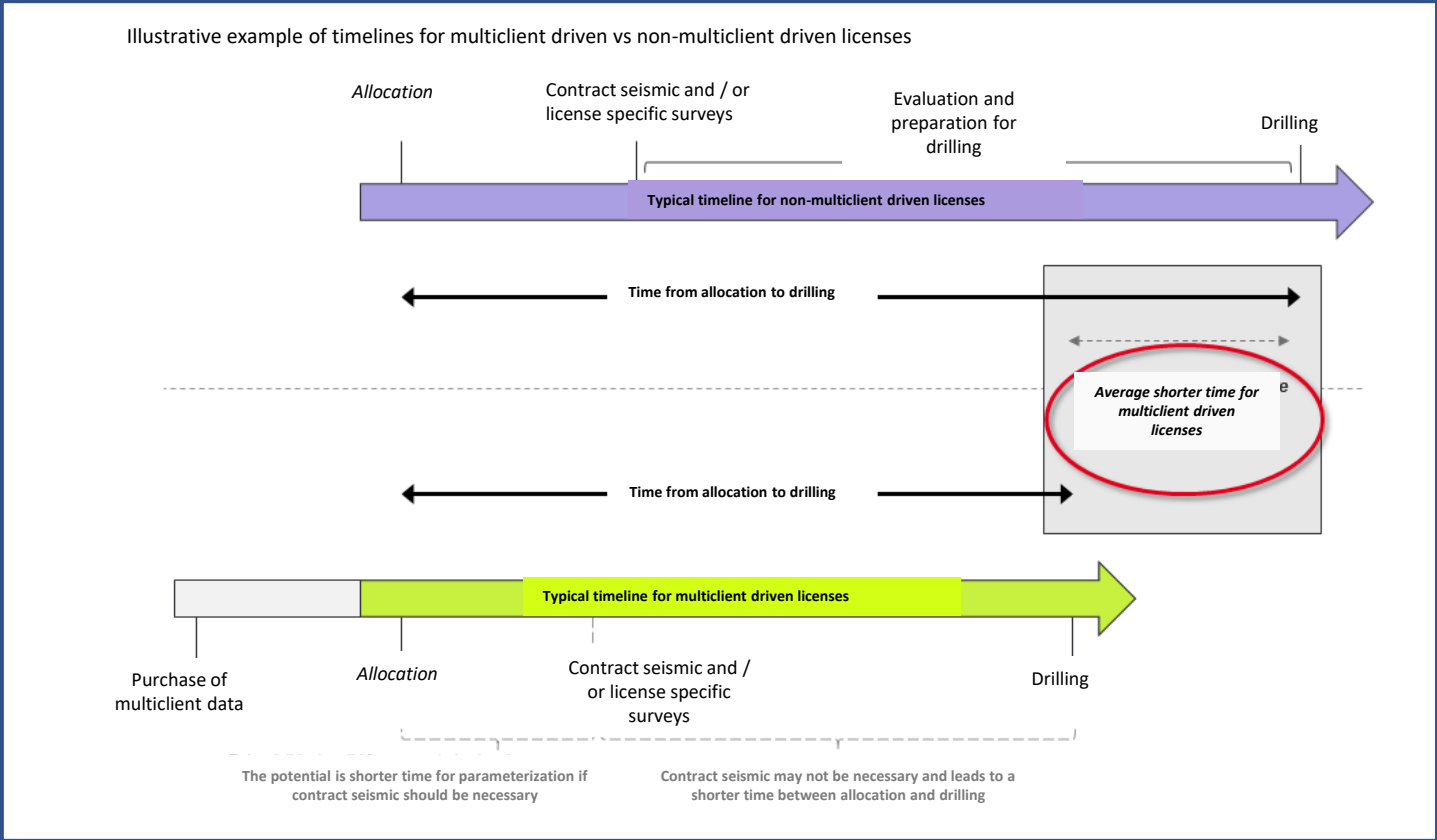 Illustrative example of timelines for multiclient driven vs non-multiclient driven licenses
Allocation
Contract seismic and / or
license specific surveys
Evaluation and
preparation for
drilling
Drilling
Typical timeline for non-multiclient driven licenses
Time from allocation to drilling
Average shorter time for
multiclient driven
licenses
e
Time from allocation to drilling
Typical timeline for multiclient driven licenses
Purchase of
multiclient data
Allocation
Contract seismic and /
or license specific
surveys
Drilling
The potential is shorter time for parameterization if
contract seismic should be necessary
Contract seismic may not be necessary and leads to a
shorter time between allocation and drilling